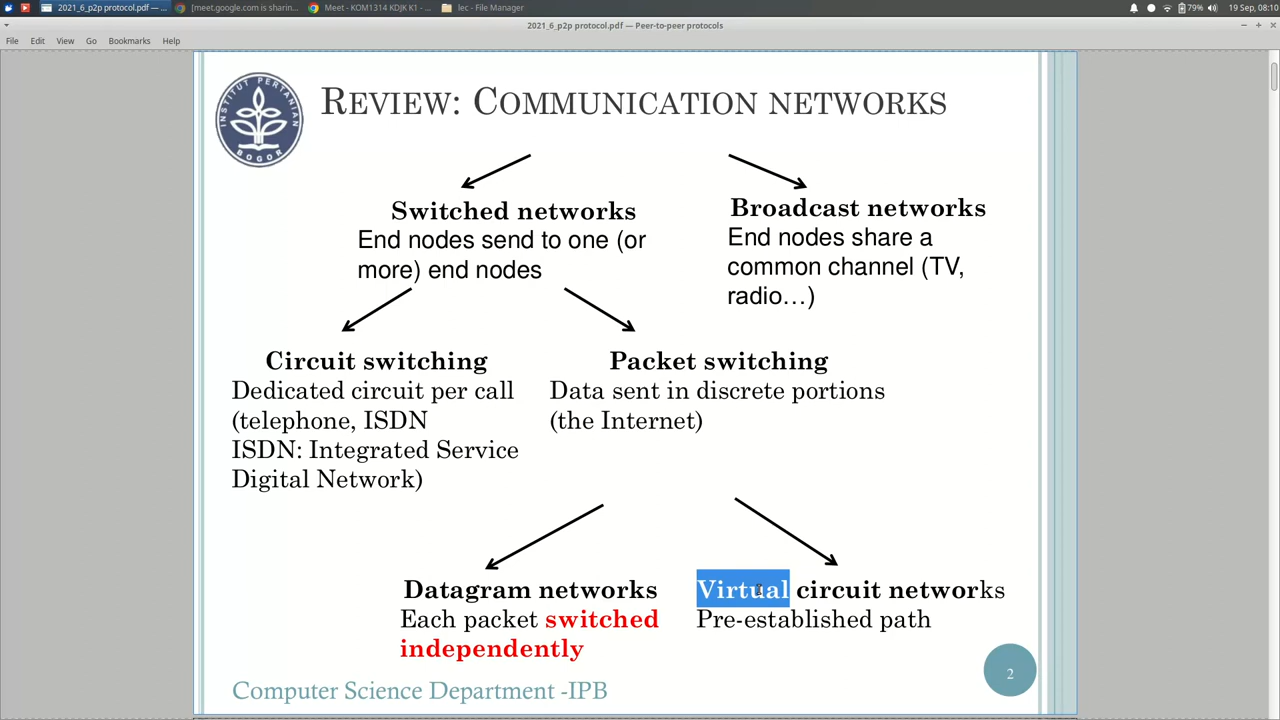 2021_6_p2p protocol.pdf — ...
[meet.google.com is sharin...
Meet - KOM1314 KDJK K1 - ...
lec - File Manager
79%
19 Sep, 08:10
2021_6_p2p protocol.pdf — Peer-to-peer protocols
File Edit View Go Bookmarks Help
INSTITUT PERTANIAN
BOGOR
REVIEW: COMMUNICATION NETWORKS
Switched networks
End nodes send to one (or
more) end nodes
Broadcast networks
End nodes share a
common channel (TV,
radio…)
Circuit switching
Dedicated circuit per call
(telephone, ISDN
ISDN: Integrated Service
Digital Network)
Packet switching
Data sent in discrete portions
(the Internet)
Datagram networks
Each packet switched
independently
Virtual circuit networks
Pre-established path
Computer Science Department -IPB
2